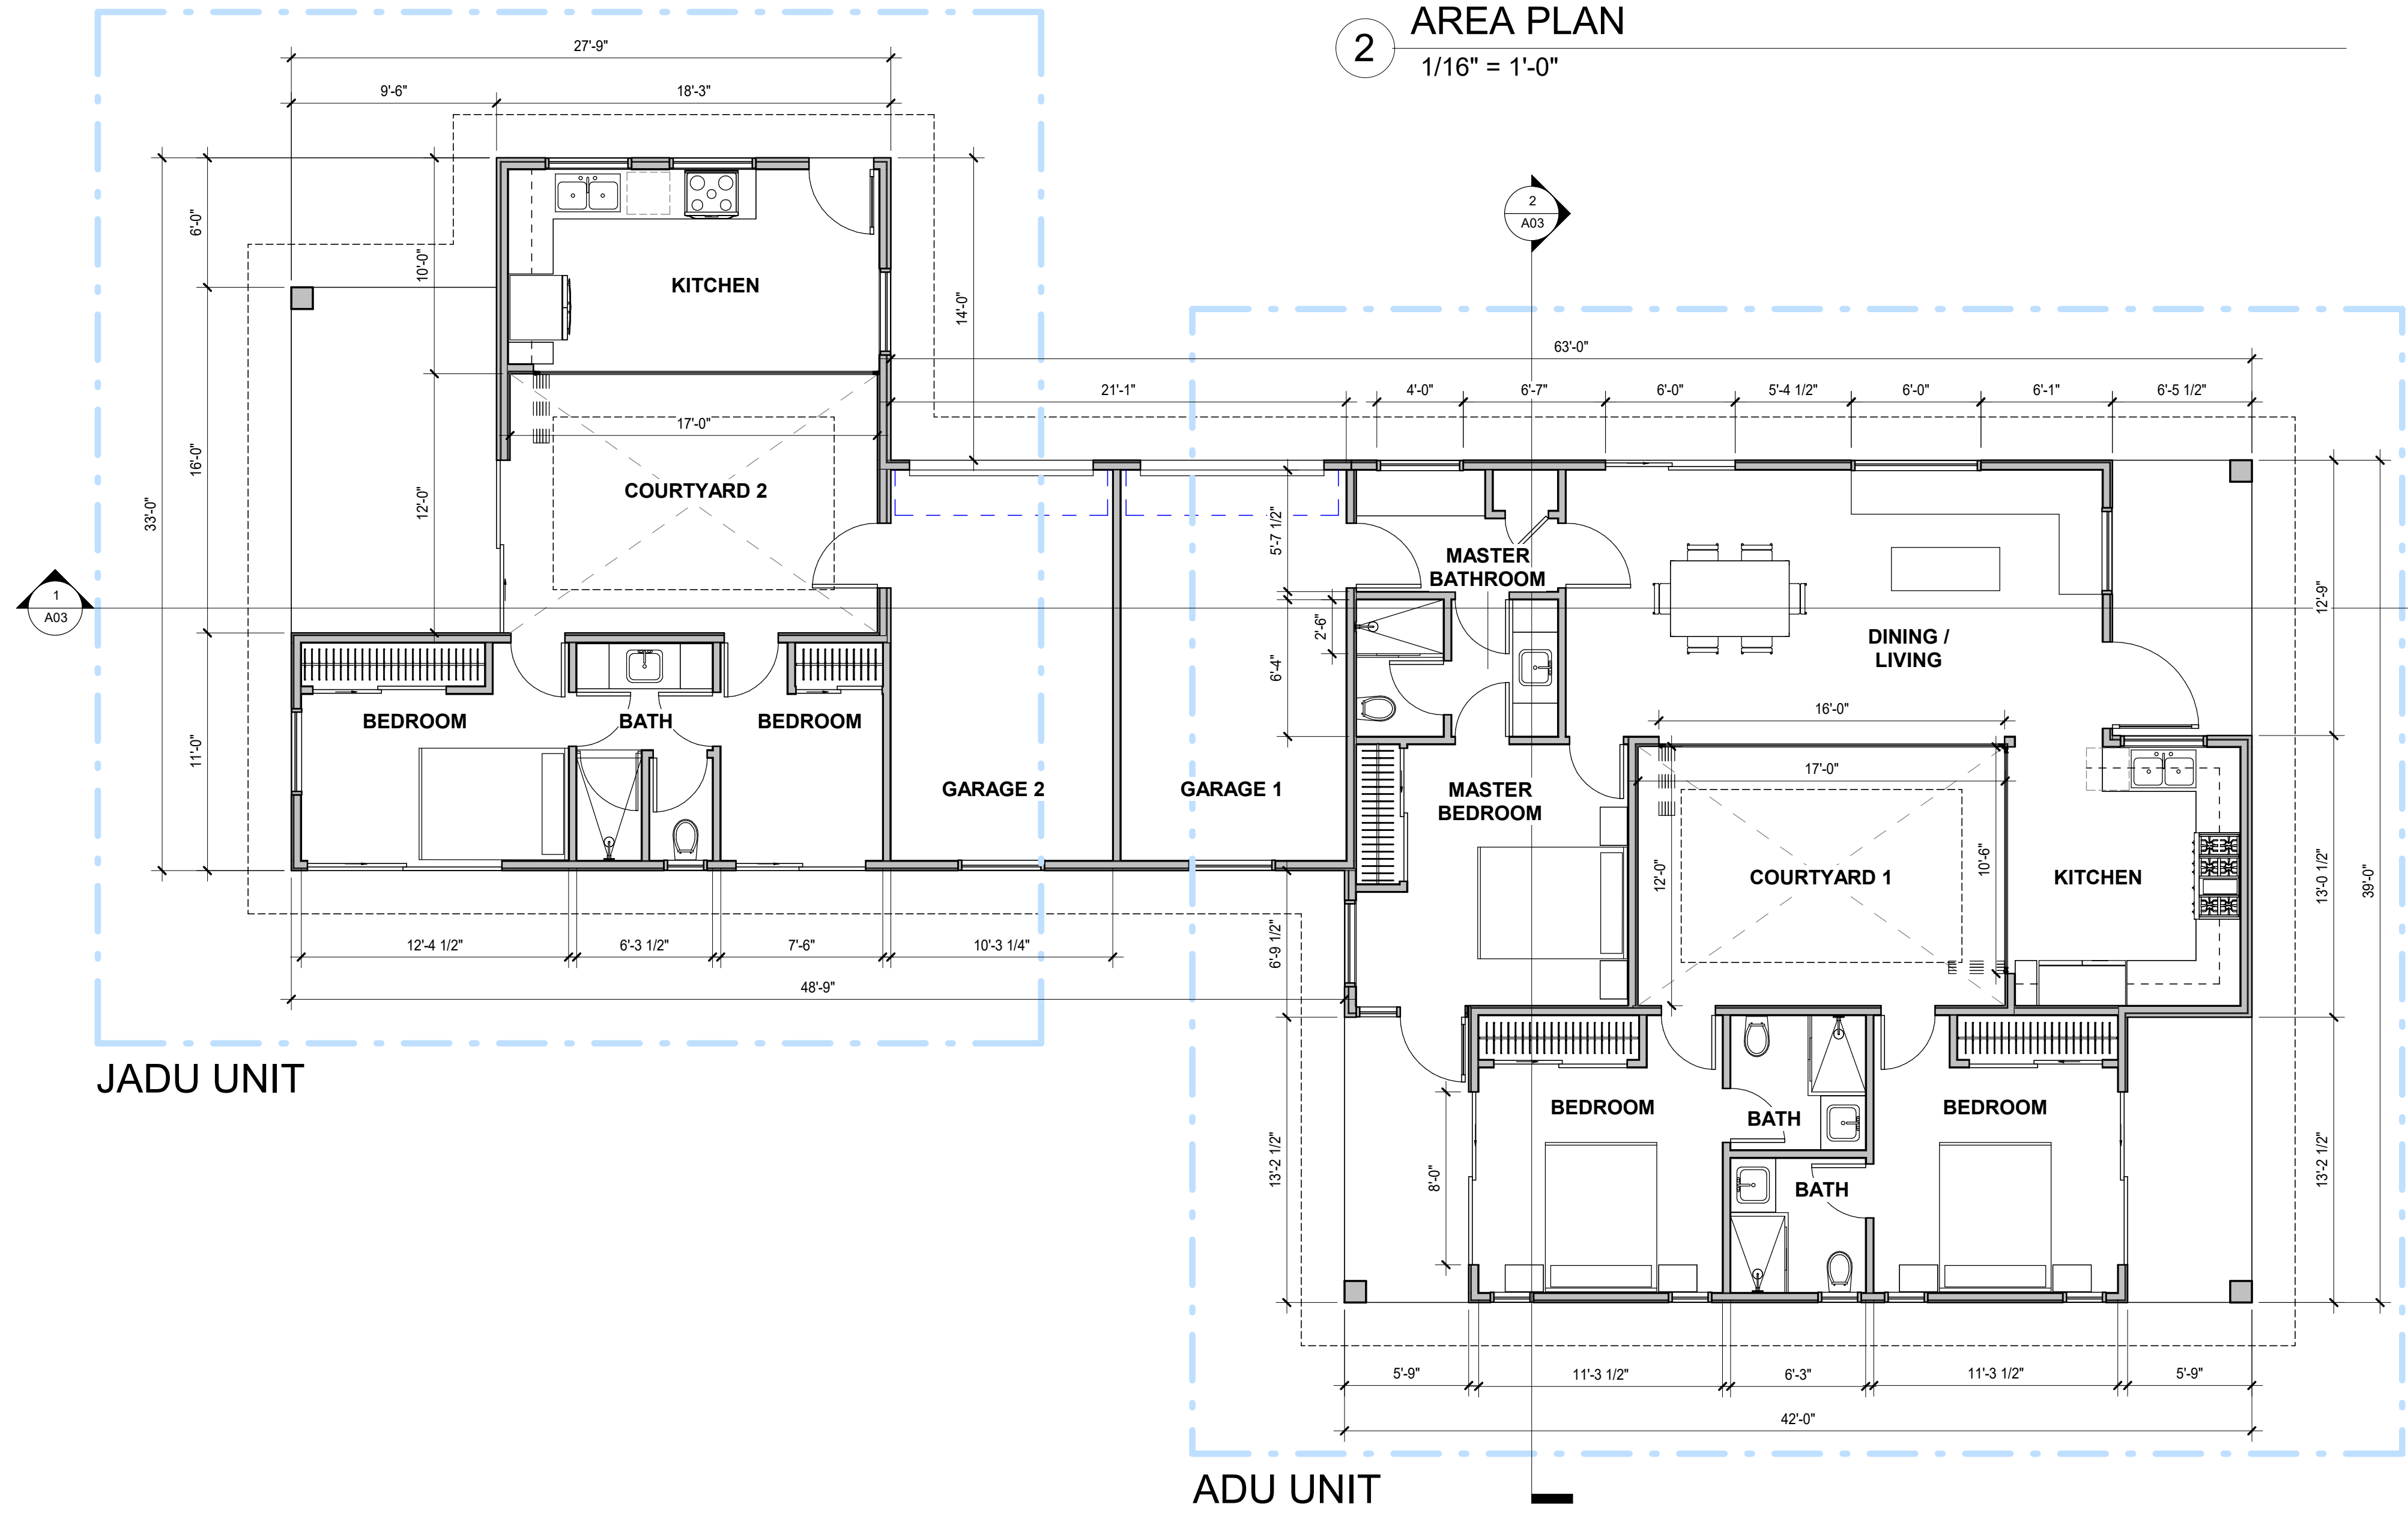 2
AREA PLAN
1/16" = 1'-0"
27'-9"
9'-6"
18'-3"
33'-0"
6'-0"
16'-0"
11'-0"
10'-0"
12'-0"
14'-0"
KITCHEN
17'-0"
COURTYARD 2
1
A03
2
A03
63'-0"
21'-1"
4'-0"
6'-7"
6'-0"
5'-4 1/2"
6'-0"
6'-1"
6'-5 1/2"
BEDROOM
BATH
BEDROOM
GARAGE 2
GARAGE 1
5'-7 1/2"
2'-6"
6'-4"
MASTER
BATHROOM
DINING /
LIVING
16'-0"
17'-0"
MASTER
BEDROOM
12'-0"
COURTYARD 1
10'-6"
KITCHEN
12'-9"
13'-0 1/2"
39'-0"
13'-2 1/2"
12'-4 1/2"
6'-3 1/2"
7'-6"
10'-3 1/4"
48'-9"
6'-9 1/2"
13'-2 1/2"
8'-0"
JADU UNIT
BEDROOM
BATH
BATH
BEDROOM
5'-9"
11'-3 1/2"
6'-3"
11'-3 1/2"
5'-9"
42'-0"
ADU UNIT